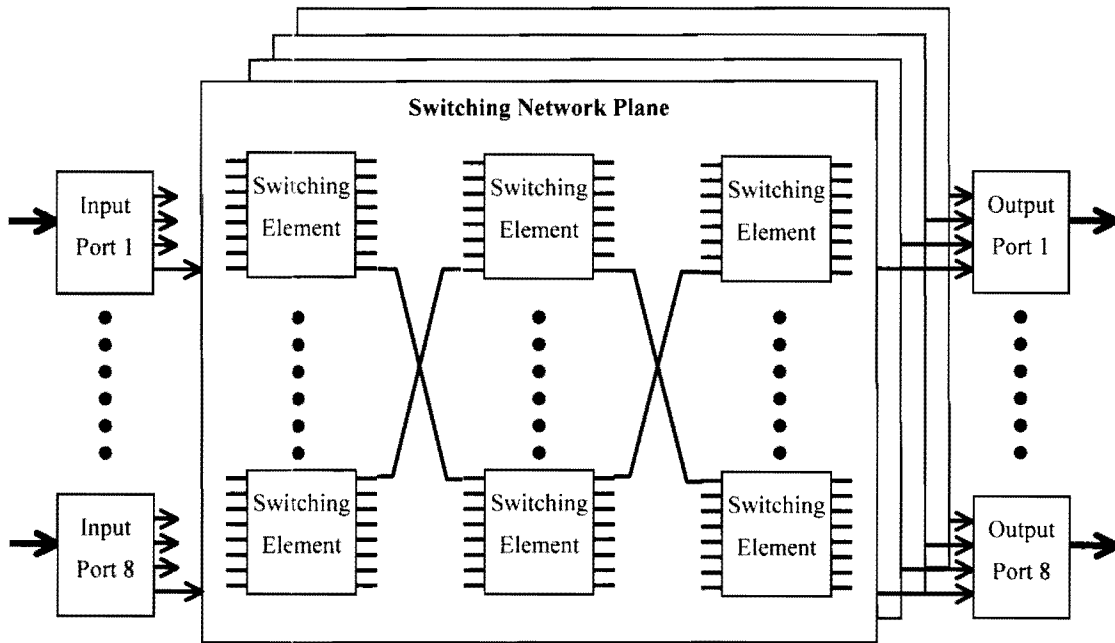 Switching Network Plane
Input
Port 1
Switching
Element
Switching
Element
Switching
Element
Output
Port 1
Input
Port 8
Switching
Element
Switching
Element
Switching
Element
Output
Port 8